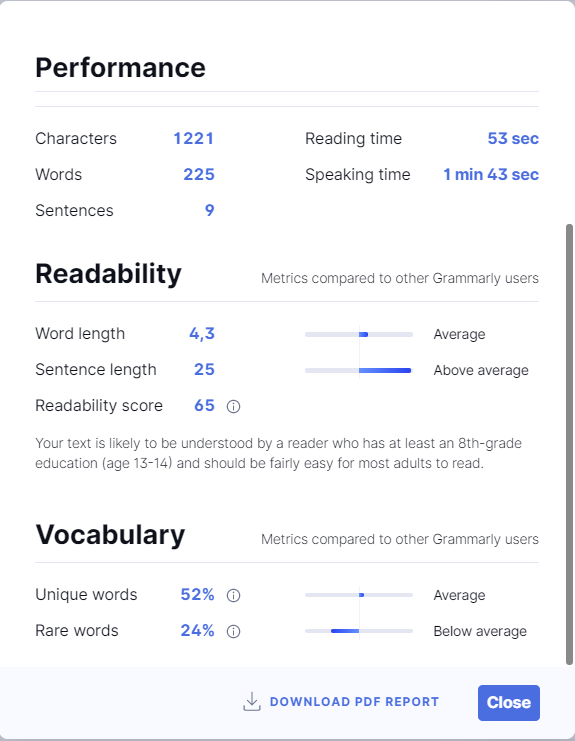 Performance
Characters 1221 Reading time 53 sec
Words 225 Speaking time 1 min 43 sec
Sentences 9
Readability Metrics compared to other Grammarly users
Word length 4,3 Average
Sentence length 25 Above average
Readability score 65
Your text is likely to be understood by a reader who has at least an 8th-grade
education (age 13-14) and should be fairly easy for most adults to read.
Vocabulary Metrics compared to other Grammarly users
Unique words 52% Average
Rare words 24% Below average
DOWNLOAD PDF REPORT Close